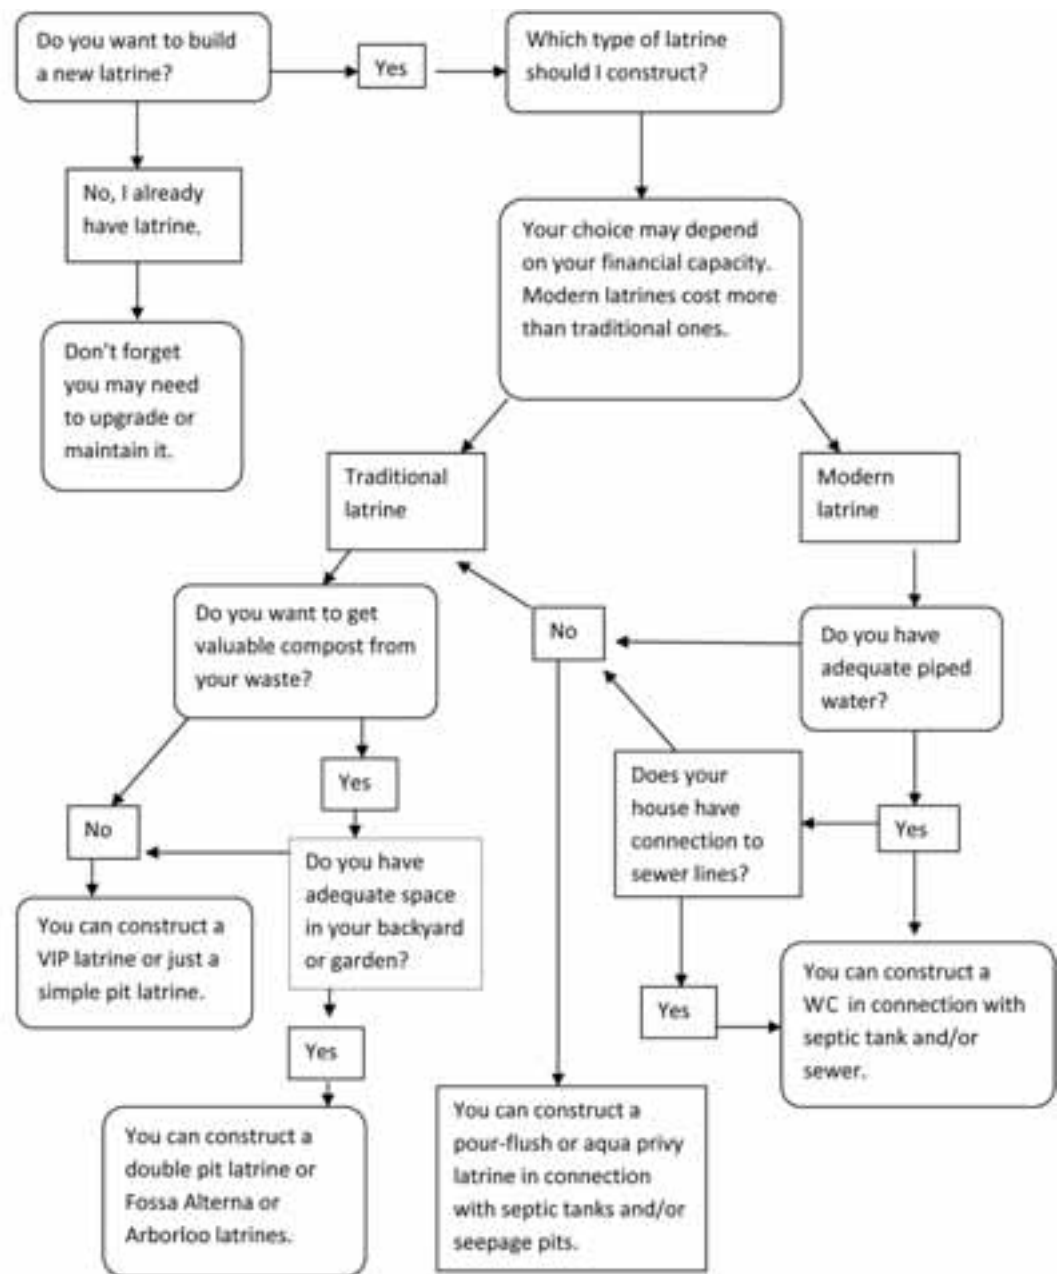 Do you want to build
a new latrine?
Yes
Which type of latrine
should I construct?
No, I already
have latrine.
Don't forget
you may need
to upgrade or
maintain it.
Your choice may depend
on your financial capacity.
Modern latrines cost more
than traditional ones.
Traditional
latrine
Modern
latrine
Do you want to get
valuable compost from
your waste?
No
Do you have
adequate piped
water?
Yes
Does your
house have
connection to
sewer lines?
Yes
No
Do you have
adequate space
in your backyard
or garden?
You can construct a
VIP latrine or just a
simple pit latrine.
Yes
You can construct a
WC in connection with
septic tank and/or
sewer.
Yes
You can construct a
double pit latrine or
Fossa Alterna or
Arborloo latrines.
You can construct a
pour-flush or aqua privy
latrine in connection
with septic tanks and/or
seepage pits.